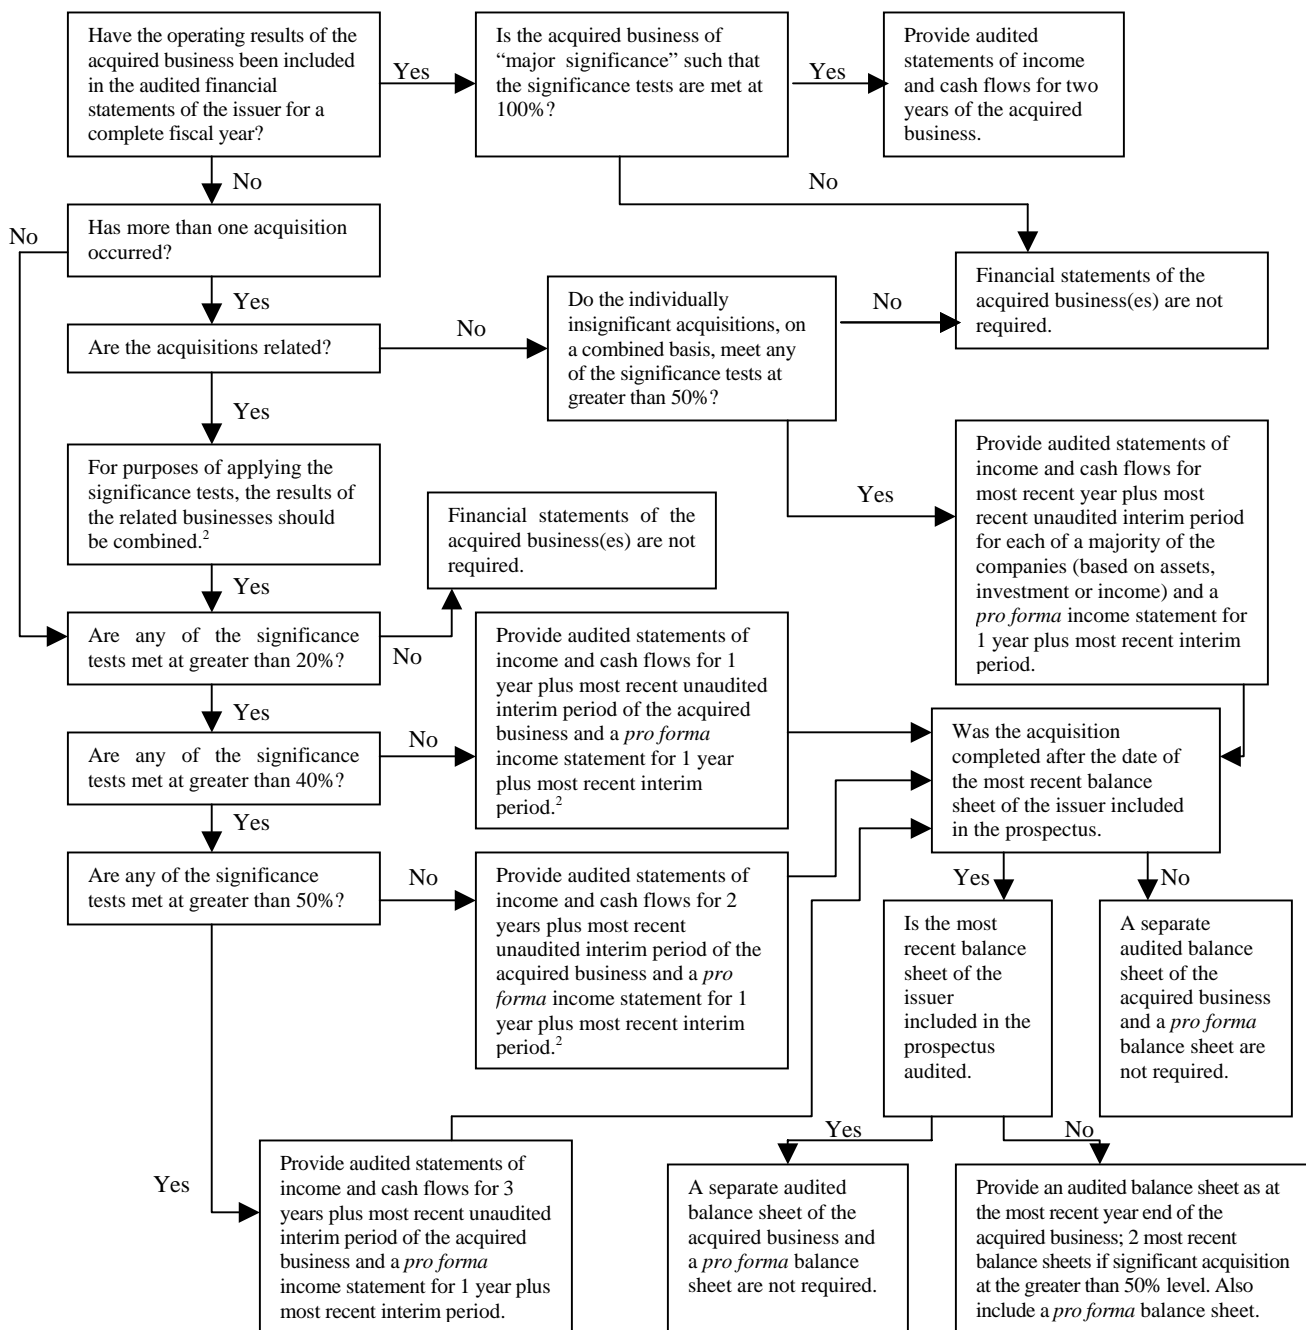 Have the operating results of the
acquired business been included
in the audited financial
statements of the issuer for a
complete fiscal year?
Yes
Is the acquired business of
“major significance” such that
the significance tests are met at
100%?
Yes
Provide audited
statements of income
and cash flows for two
years of the acquired
business.
No
No
Has more than one acquisition
occurred?
No
Yes
Are the acquisitions related?
No
Do the individually
insignificant acquisitions, on
a combined basis, meet any
of the significance tests at
greater than 50%?
No
Financial statements of the
acquired business(es) are not
required.
Yes
For purposes of applying the
significance tests, the results of
the related businesses should
be combined.2
Yes
Financial statements of the
acquired business(es) are not
required.
Yes
Provide audited statements of
income and cash flows for
most recent year plus most
recent unaudited interim period
for each of a majority of the
companies (based on assets,
investment or income) and a
pro forma income statement for
1 year plus most recent interim
period.
Are any of the significance
tests met at greater than 20%?
No
Yes
Provide audited statements of
income and cash flows for 1
year plus most recent unaudited
interim period of the acquired
business and a pro forma
income statement for 1 year
plus most recent interim
period.2
Are any of the significance
tests met at greater than 40%?
No
Yes
Was the acquisition
completed after the date of
the most recent balance
sheet of the issuer included
in the prospectus.
Are any of the significance
tests met at greater than 50%?
No
Provide audited statements of
income and cash flows for 2
years plus most recent
unaudited interim period of the
acquired business and a pro
forma income statement for 1
year plus most recent interim
period.2
Yes
No
Is the most
recent balance
sheet of the
issuer
included in the
prospectus
audited.
A separate
audited balance
sheet of the
acquired business
and a pro forma
balance sheet are
not required.
Yes
Provide audited statements of
income and cash flows for 3
years plus most recent unaudited
interim period of the acquired
business and a pro forma
income statement for 1 year plus
most recent interim period.
Yes
A separate audited
balance sheet of the
acquired business and
a pro forma balance
sheet are not required.
No
Provide an audited balance sheet as at
the most recent year end of the
acquired business; 2 most recent
balance sheets if significant acquisition
at the greater than 50% level. Also
include a pro forma balance sheet.